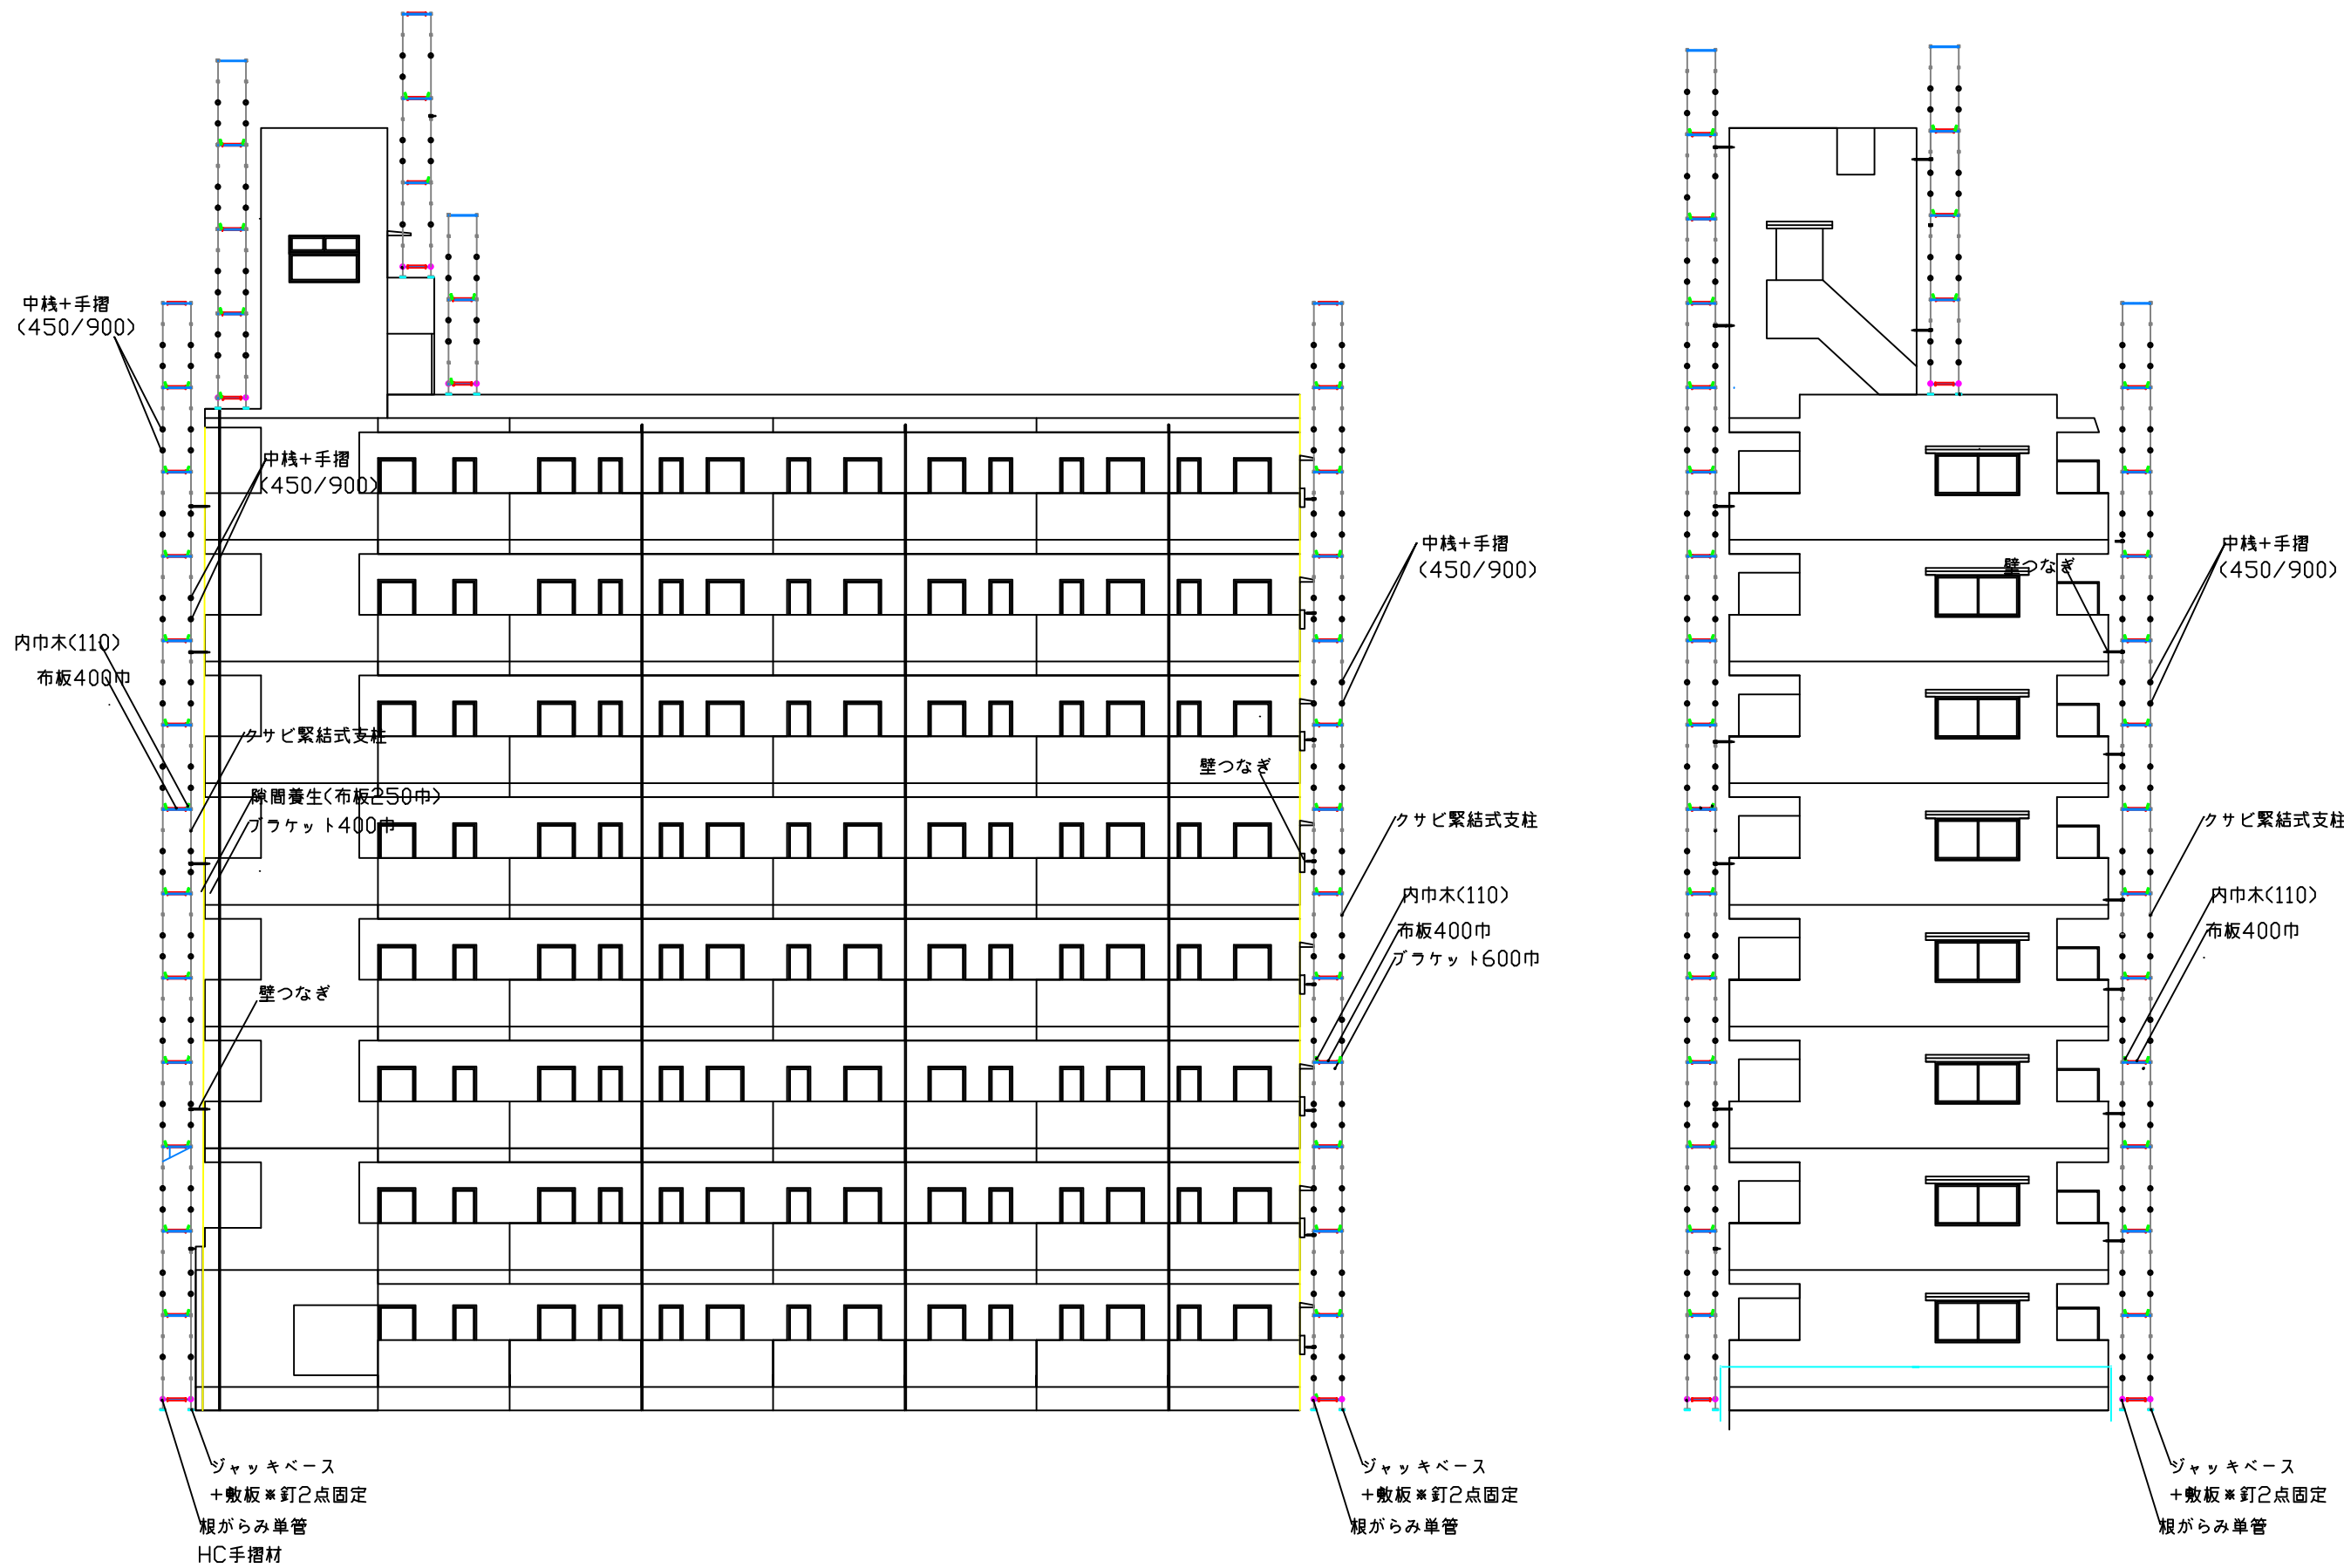 中桟+手摺
(450/900)
中桟+手摺
(450/900)
内巾木(110)
布板400巾
クサビ緊結式支柱
隙間養生(布板250巾)
ブラケット400巾
壁つなぎ
ジャッキベース
+敷板※釘2点固定
根がらみ単管
HC手摺材
壁つなぎ
中桟+手摺
(450/900)
クサビ緊結式支柱
内巾木(110)
布板400巾
ブラケット600巾
ジャッキベース
+敷板※釘2点固定
根がらみ単管
壁つなぎ
中桟+手摺
(450/900)
クサビ緊結式支柱
内巾木(110)
布板400巾
ジャッキベース
+敷板※釘2点固定
根がらみ単管